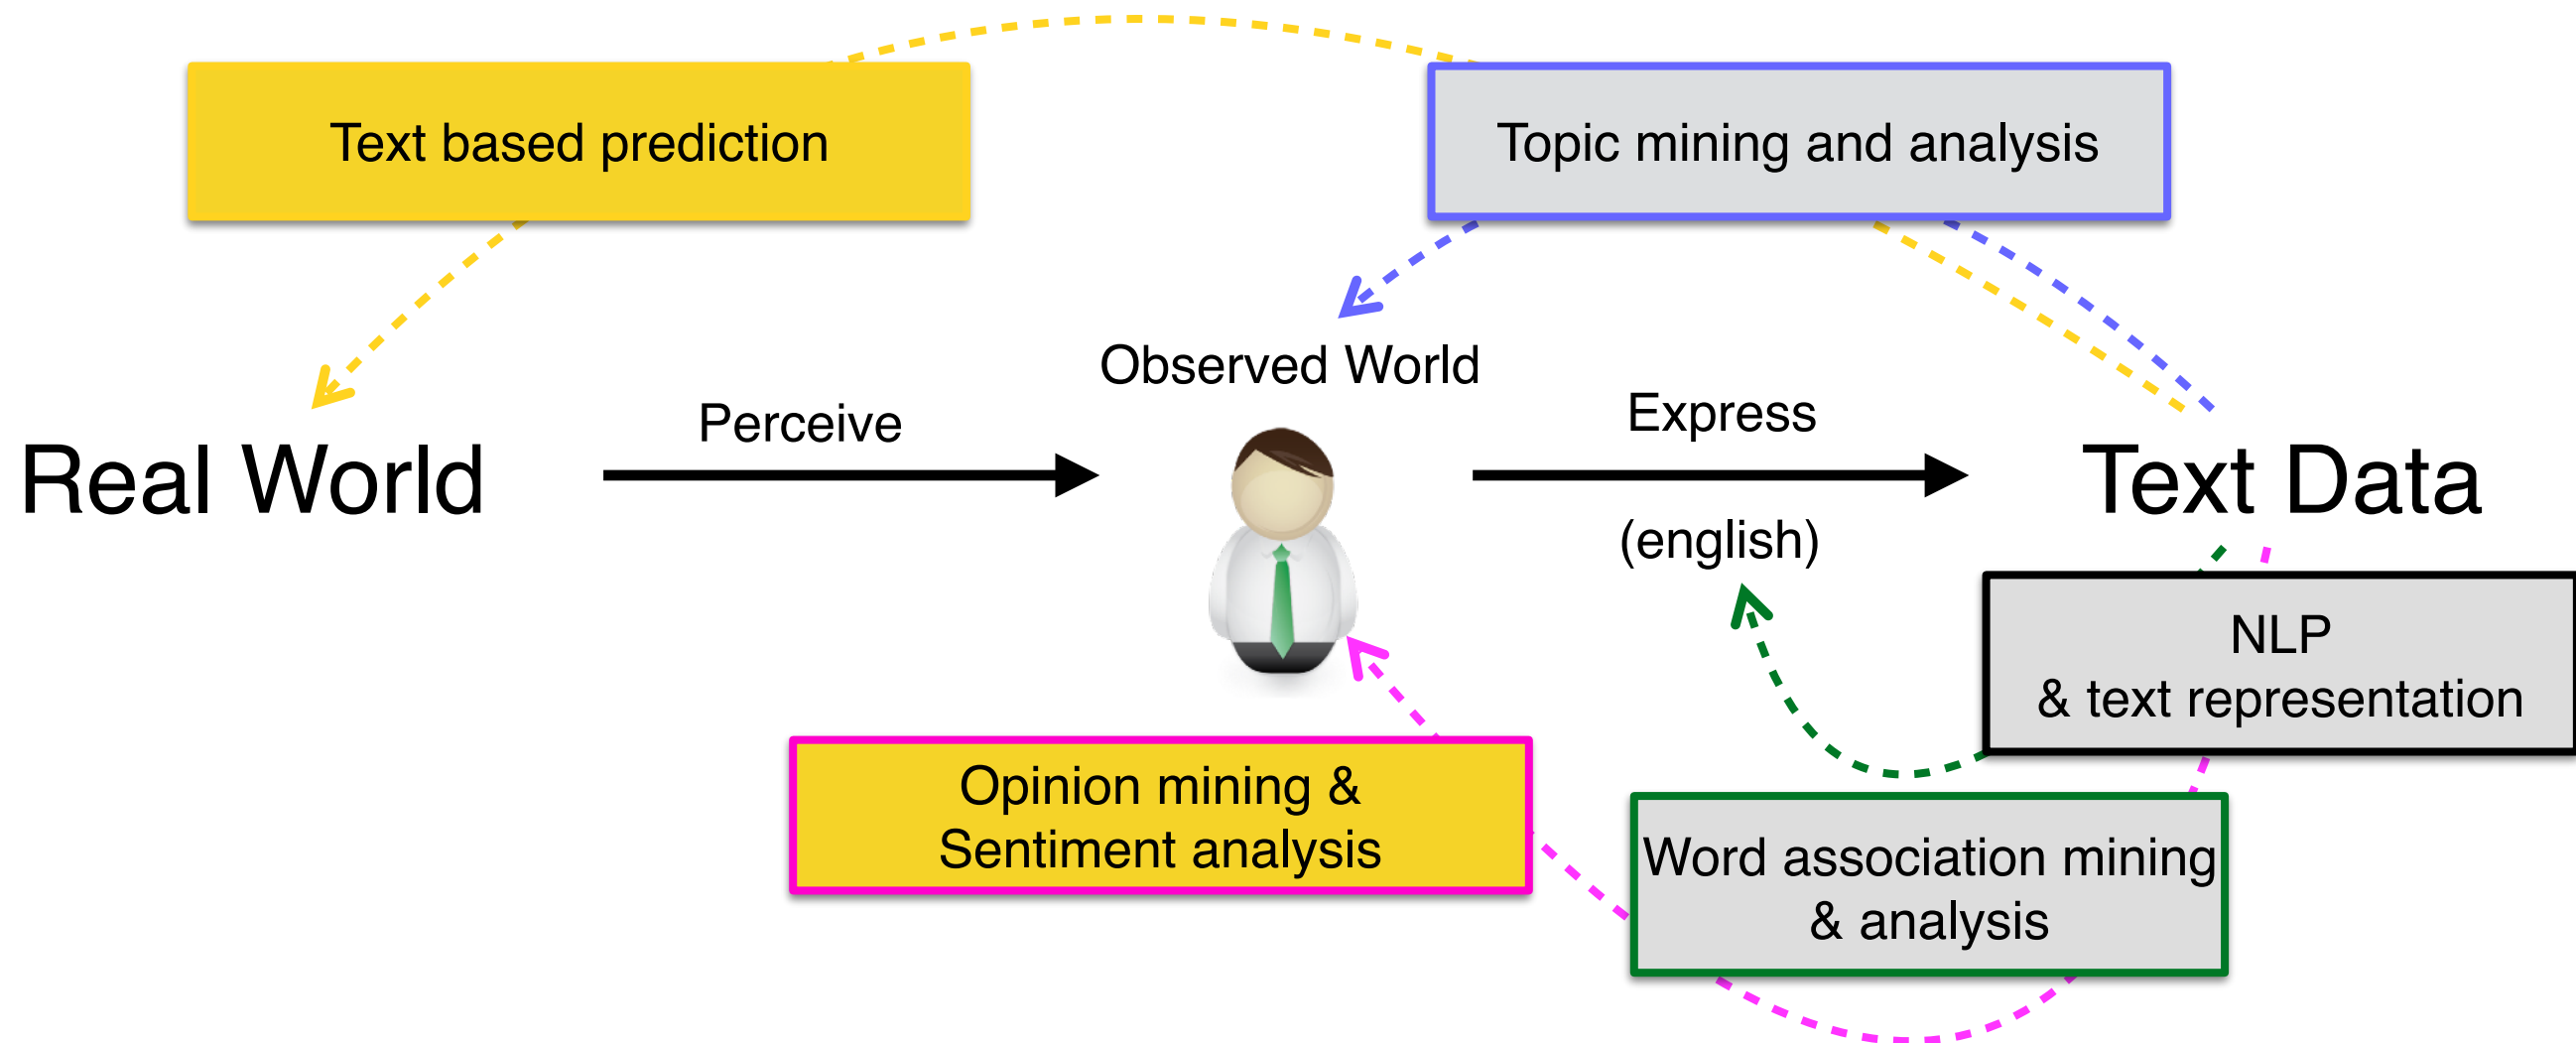 Text based prediction
Topic mining and analysis
Observed World
Perceive
Express
Real World
Text Data
(english)
NLP
& text representation
Opinion mining &
Sentiment analysis
Word association mining
& analysis